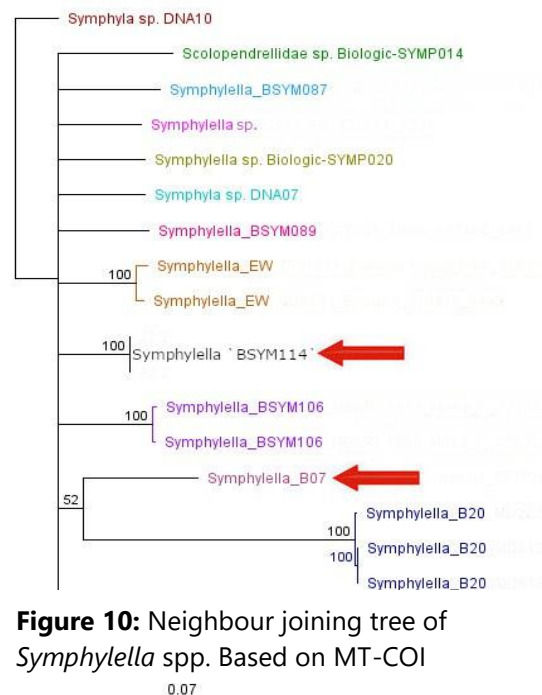 Symphyla sp. DNA10
Scolopendrellidae sp. Biologic-SYMP014
Symphylella_BSYM087
Symphylella sp.
Symphylella sp. Biologic-SYMP020
Symphyla sp. DNA07
Symphylella_BSYM089
100
Symphylella_EW
Symphylella_EW
100
Symphylella `BSYM114`
100
Symphylella_BSYM106
Symphylella_BSYM106
Symphylella_B07
52
Symphylella_B20
100
Symphylella_B20
100
Symphylella_B20
Figure 10: Neighbour joining tree of
Symphylella spp. Based on MT-COI
0.07